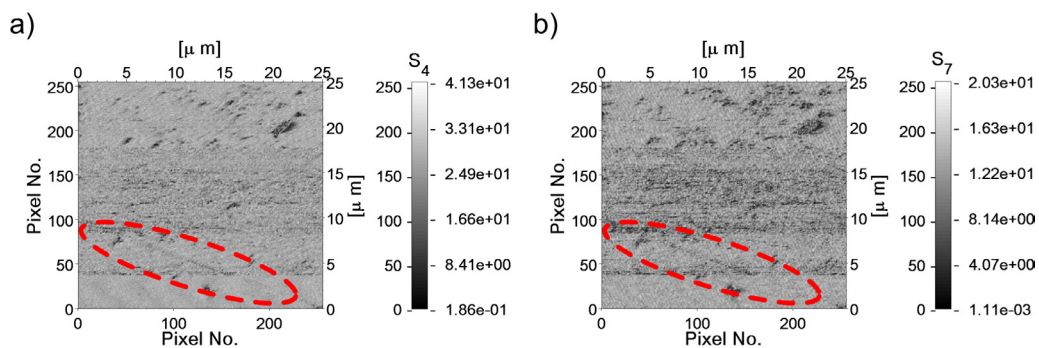 a)
[μ m]
0 5 10 15 20 25
S4
250 200 150 100 50 0
Pixel No.
0 100 200
Pixel No.
25 20 15 10 5 0
[μ m]
250 200 150 100 50 0
4.13e+01
3.31e+01
2.49e+01
1.66e+01
8.41e+00
1.86e-01
b)
[μ m]
0 5 10 15 20 25
S7
250 200 150 100 50 0
Pixel No.
0 100 200
Pixel No.
25 20 15 10 5 0
[μ m]
250 200 150 100 50 0
2.03e+01
1.63e+01
1.22e+01
8.14e+00
4.07e+00
1.11e-03